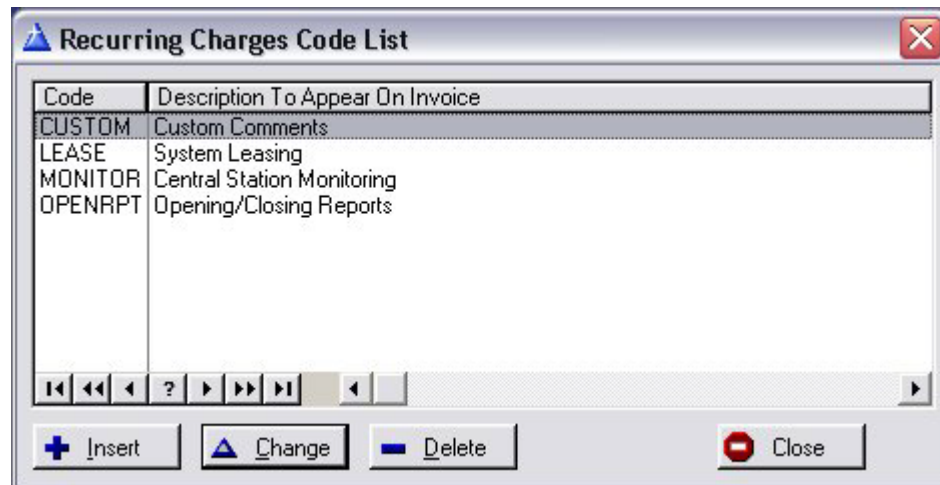 Recurring Charges Code List
Code Description To Appear On Invoice
CUSTOM Custom Comments
LEASE System Leasing
MONITOR Central Station Monitoring
OPENRPT Opening/Closing Reports
?
Insert Change Delete Close